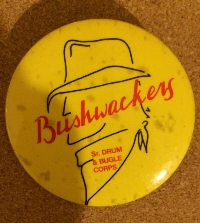 Bushwackers
Sr. DRUM
& BUGLE
CORPS